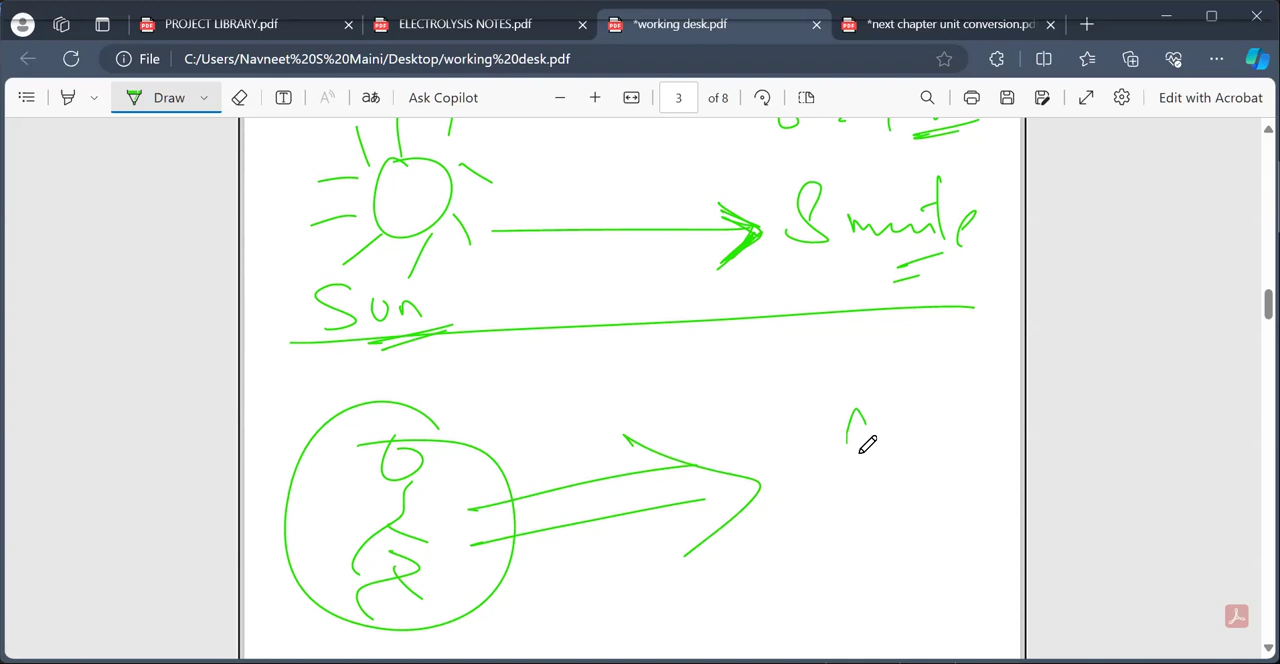 PROJECT LIBRARY.pdf
ELECTROLYSIS NOTES.pdf
*working desk.pdf
*next chapter unit conversion.pd
File
C:/Users/Navneet%20S%20Maini/Desktop/working%20desk.pdf
Draw
Ask Copilot
3 of 8
Edit with Acrobat
8 minute
Sun